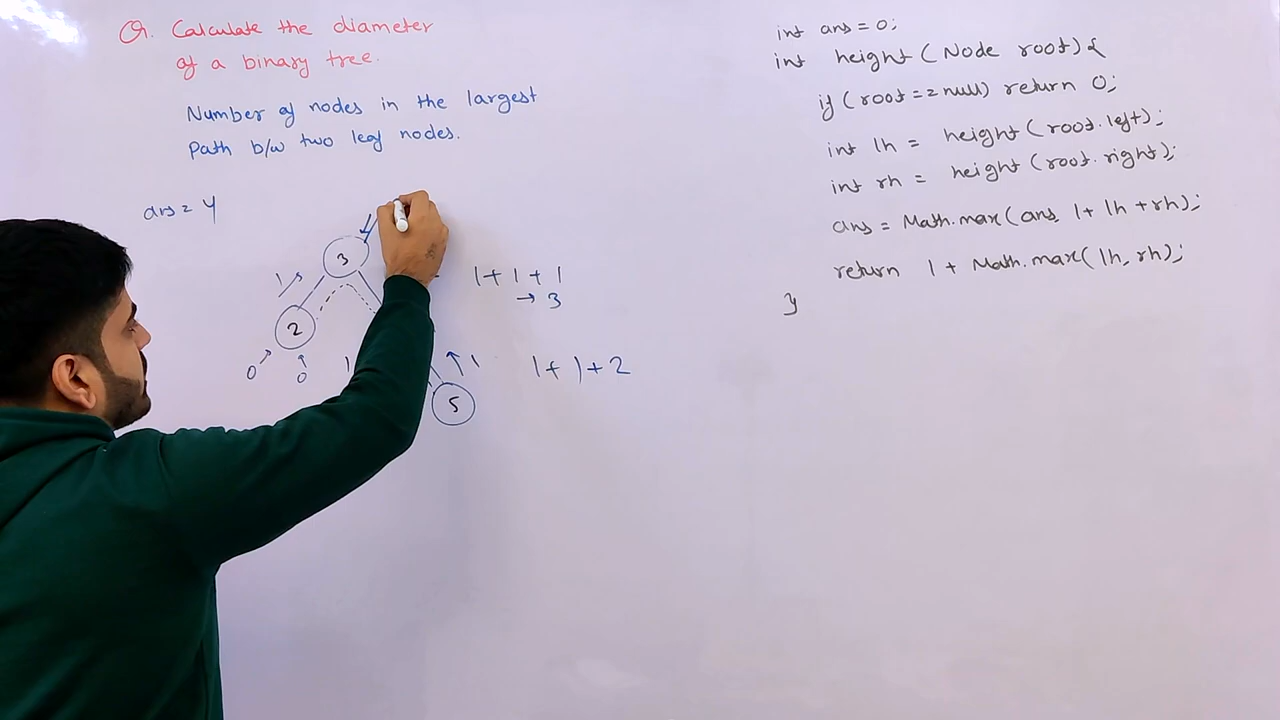 Q. Calculate the diameter
of a binary tree.
Number of nodes in the largest
Path b/w two leaf nodes.
ans = 4
3
1
1 + 1 + 1
→ 3
2
0
0
1
1
1 + 1 + 2
5
int ans = 0;
int height ( Node root) {
if (root == null) return 0;
int lh = height (root.left);
int rh = height (root.right);
ans = Math.max(ans 1 + lh + rh);
return 1 + Math.max(lh, rh);
}